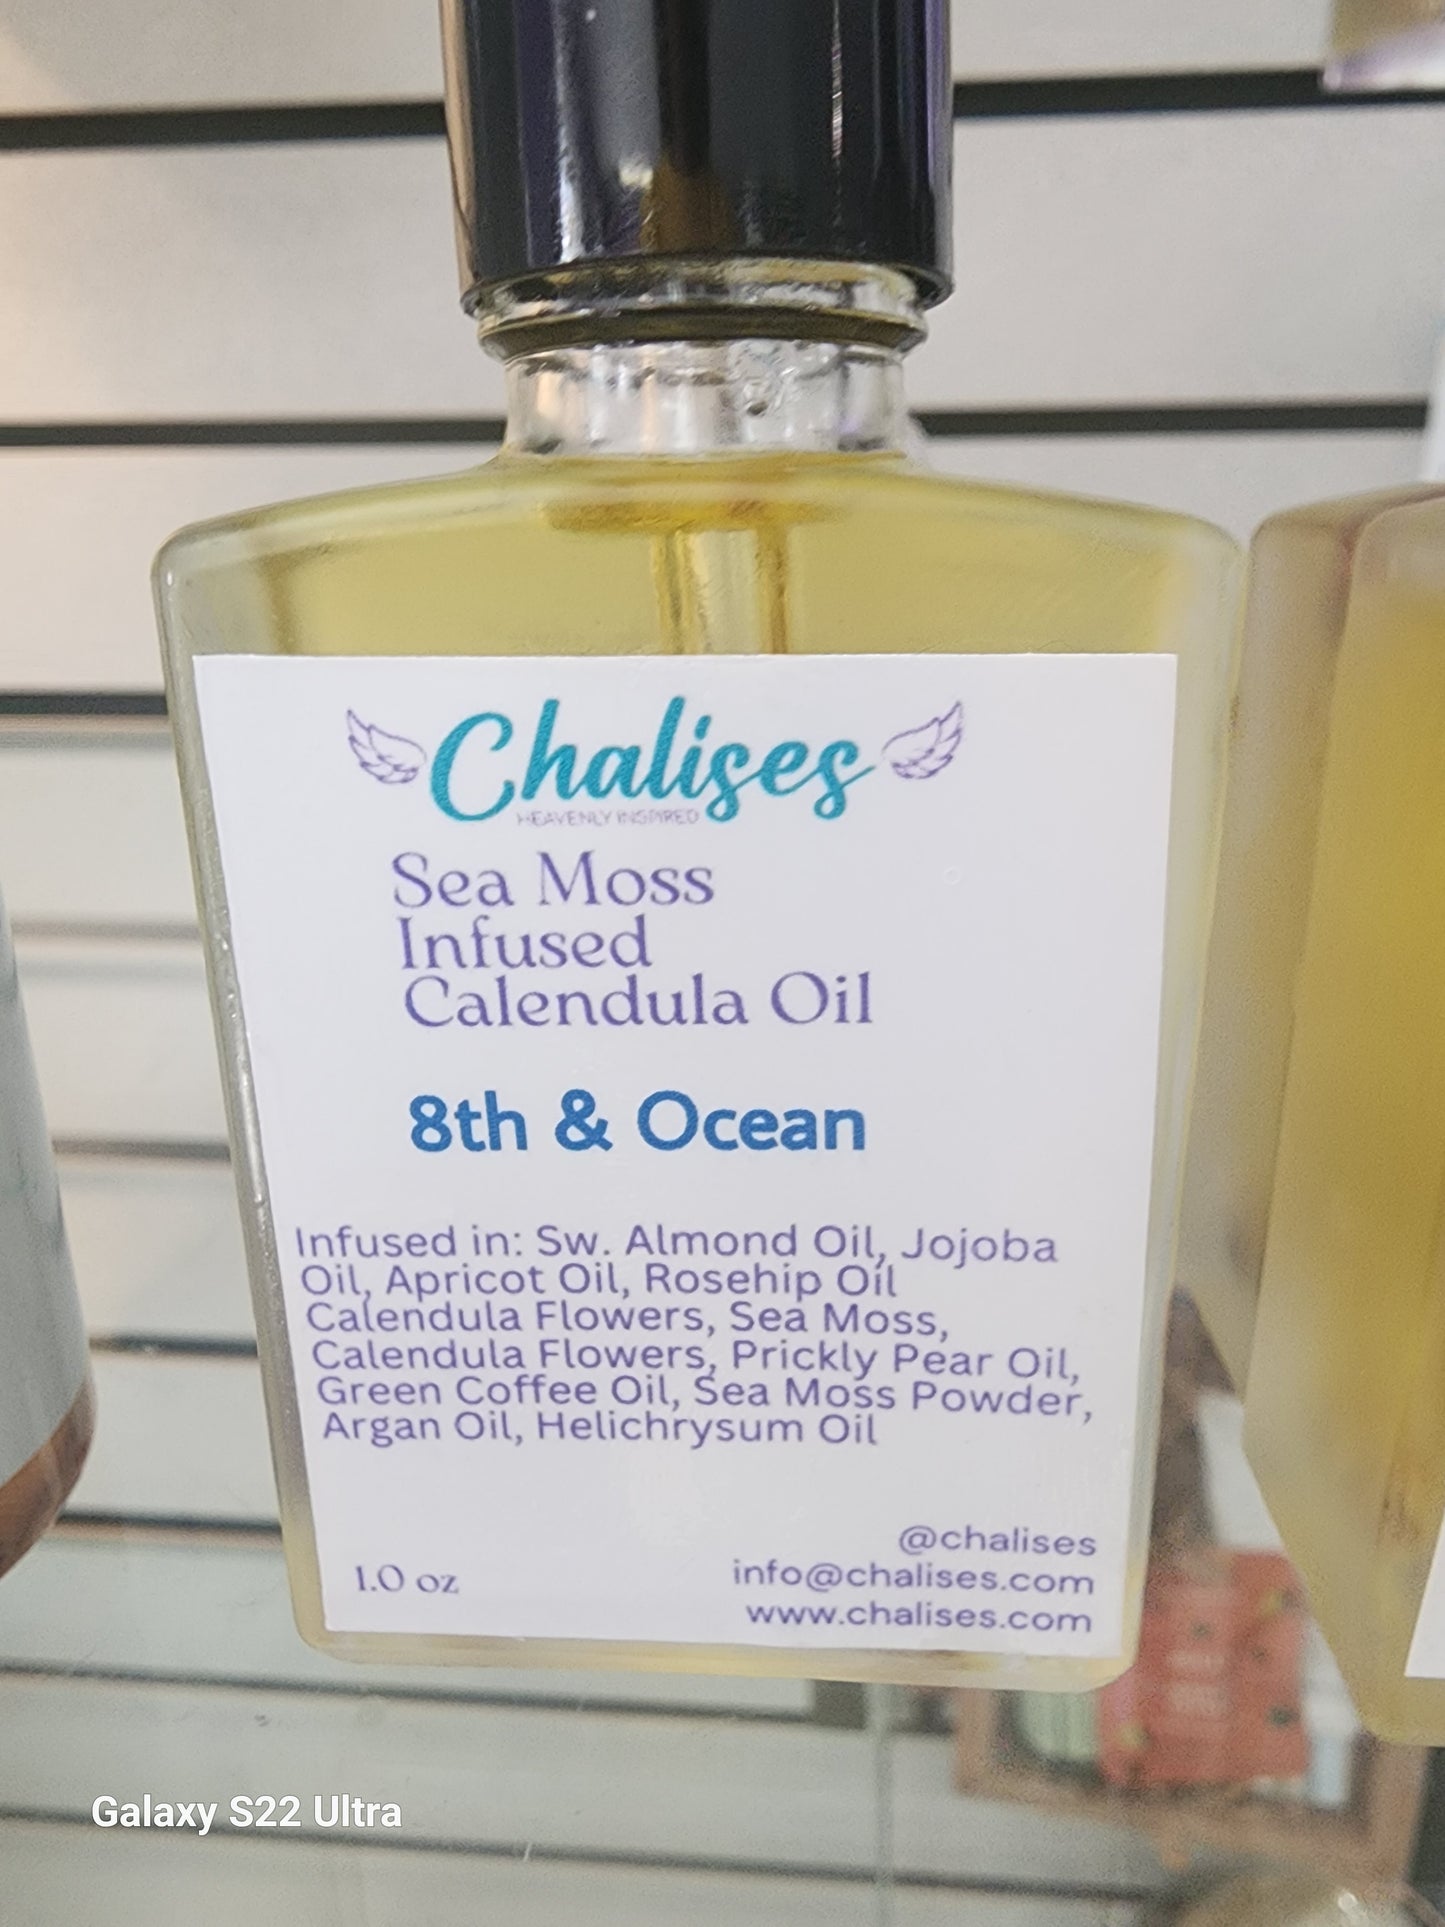 Chalises
HEAVENLY INSPIRED
Sea Moss
Infused
Calendula Oil
8th & Ocean
Infused in: Sw. Almond Oil, Jojoba
Oil, Apricot Oil, Rosehip Oil
Calendula Flowers, Sea Moss,
Calendula Flowers, Prickly Pear Oil,
Green Coffee Oil, Sea Moss Powder,
Argan Oil, Helichrysum Oil
1.0 oz
@chalises
info@chalises.com
www.chalises.com
Galaxy S22 Ultra